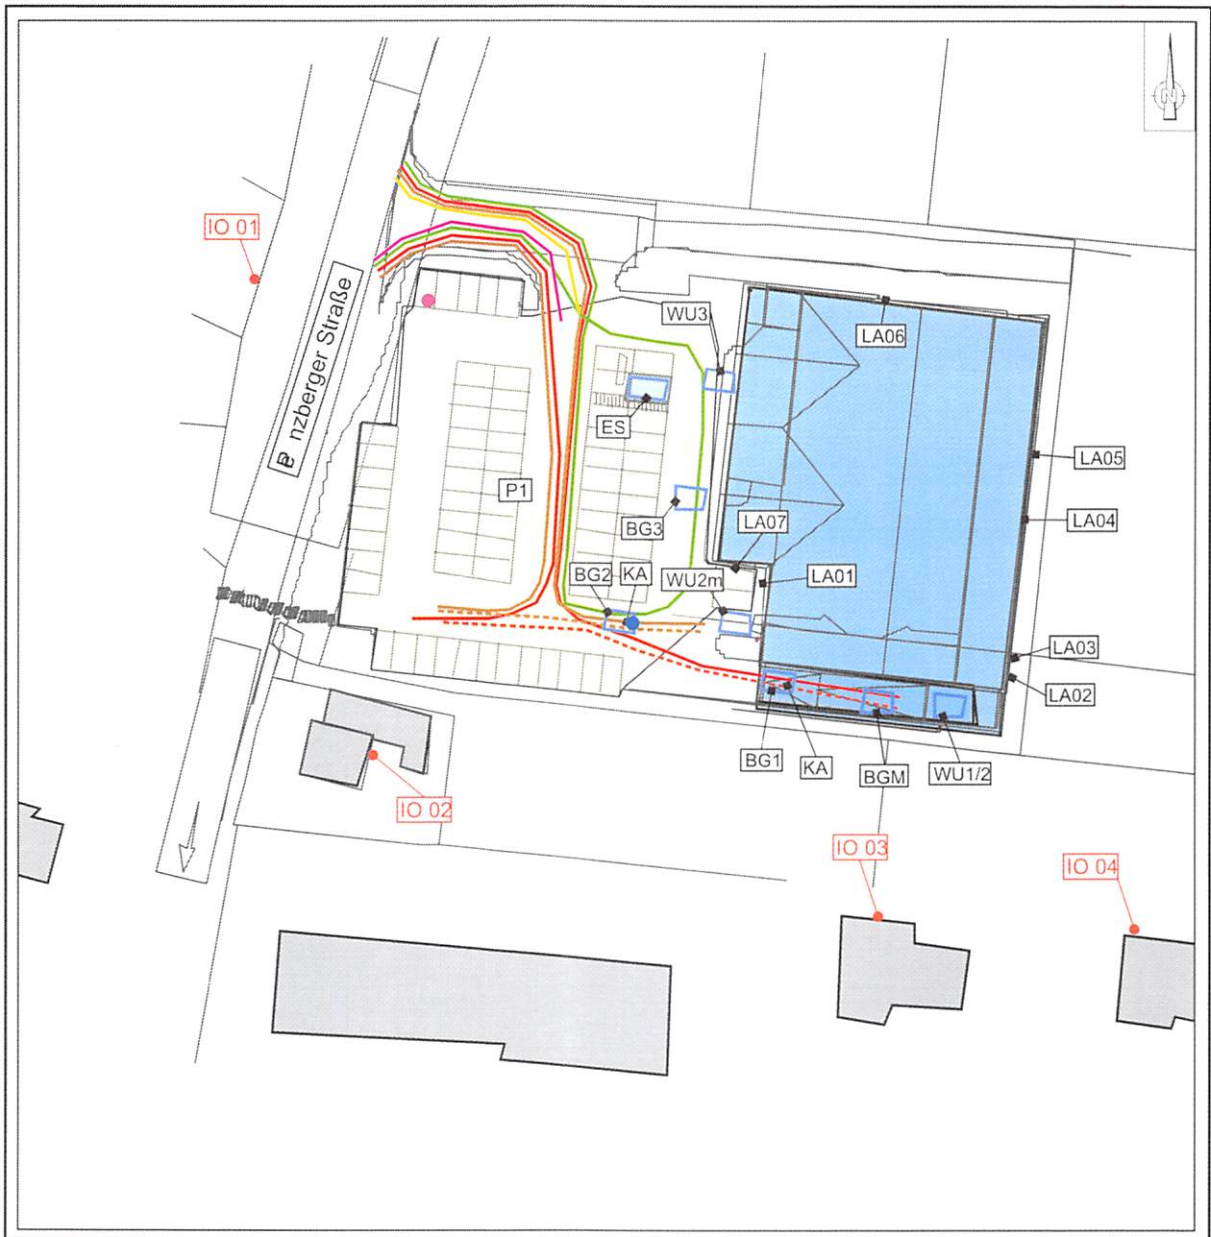 N
IO 01
nzberger Straße
WU3
LA06
ES
LA05
P1
LA04
BG3
LA07
BG2
KA
WU2m
LA01
LA03
LA02
BG1
KA
BGM
WU1/2
IO 02
IO 03
IO 04